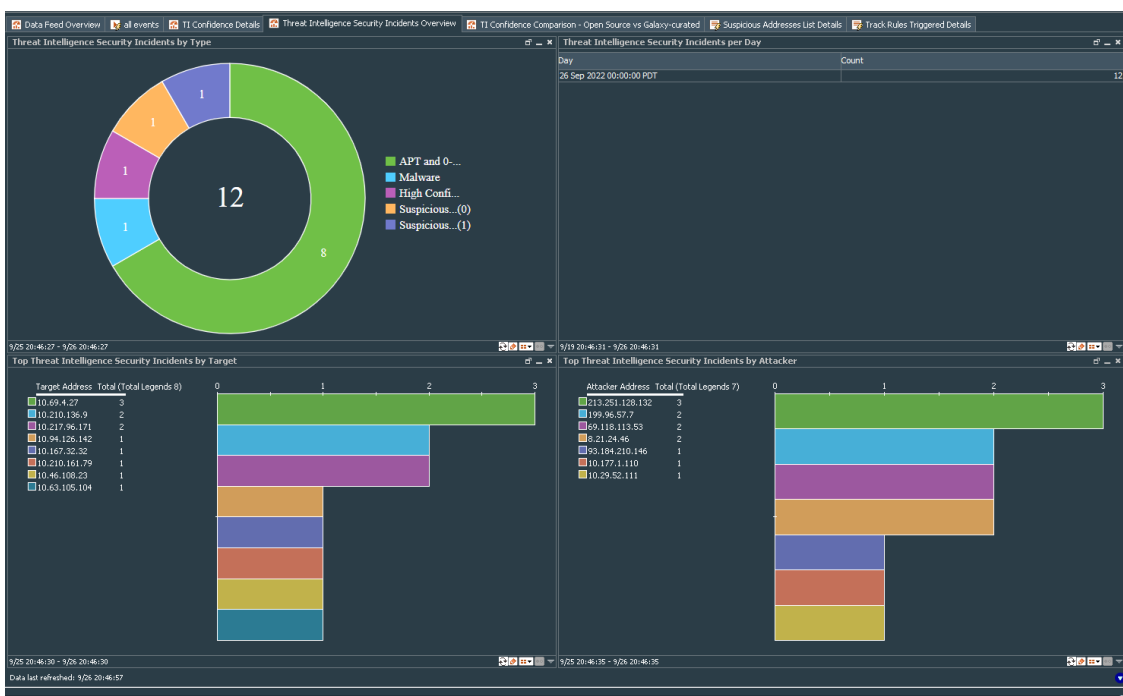 Data Feed Overview all events TI Confidence Details Threat Intelligence Security Incidents Overview TI Confidence Comparison - Open Source vs Galaxy-curated Suspicious Addresses List Details Track Rules Triggered Details
Threat Intelligence Security Incidents by Type
1
1
1
1
12
8
APT and 0-...
Malware
High Confi...
Suspicious...(0)
Suspicious...(1)
9/25 20:46:27 - 9/26 20:46:27
Threat Intelligence Security Incidents per Day
Day Count
26 Sep 2022 00:00:00 PDT 12
9/19 20:46:31 - 9/26 20:46:31
Top Threat Intelligence Security Incidents by Target
Target Address Total (Total Legends 8) 0 1 2 3
10.69.4.27 3
10.210.136.9 2
10.217.96.171 2
10.94.126.142 1
10.167.32.32 1
10.210.161.79 1
10.46.108.23 1
10.63.105.104 1
9/25 20:46:30 - 9/26 20:46:30
Top Threat Intelligence Security Incidents by Attacker
Attacker Address Total (Total Legends 7) 0 1 2 3
213.251.128.132 3
199.96.57.7 2
69.118.113.53 2
8.21.24.46 2
93.184.210.146 1
10.177.1.110 1
10.29.52.111 1
9/25 20:46:35 - 9/26 20:46:35
Data last refreshed: 9/26 20:46:57